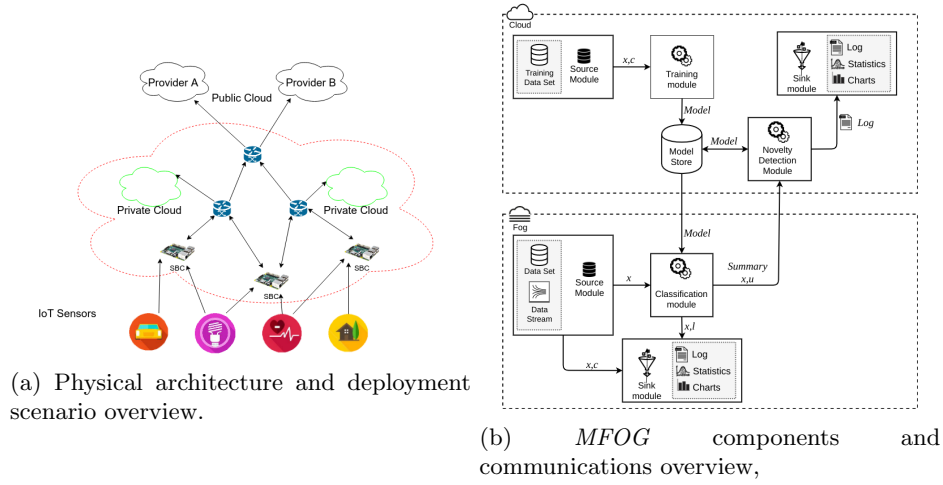 Provider A
Provider B
Public Cloud
Private Cloud
Private Cloud
SBC
SBC
SBC
IoT Sensors
(a) Physical architecture and deployment
scenario overview.
Cloud
Training
Data Set
Source
Module
x,c
Training
module
Model
Model
Store
Model
Novelty
Detection
Module
Log
Sink
module
Log
Statistics
Charts
Fog
Model
Data Set
Data
Stream
Source
Module
x
Classification
module
Summary
x,u
x,l
x,c
Sink
module
Log
Statistics
Charts
(b) MFOG components and
communications overview,